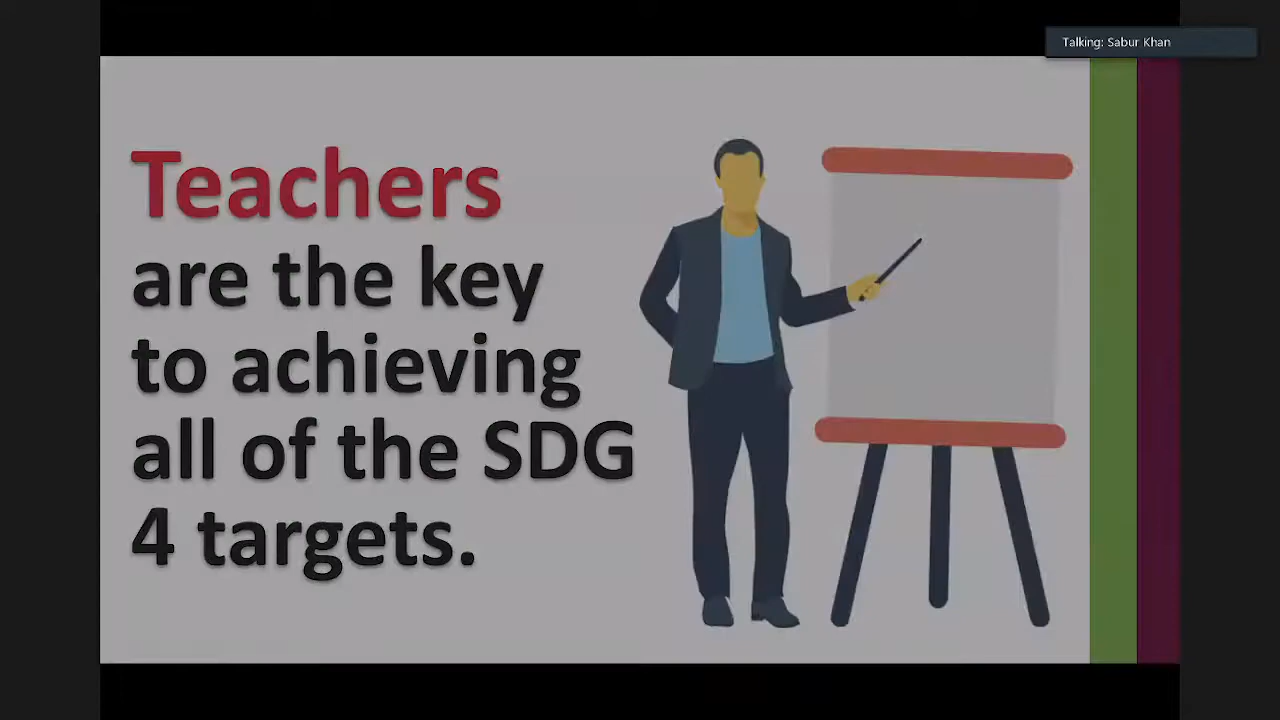 Talking: Sabur Khan
Teachers
are the key
to achieving
all of the SDG
4 targets.